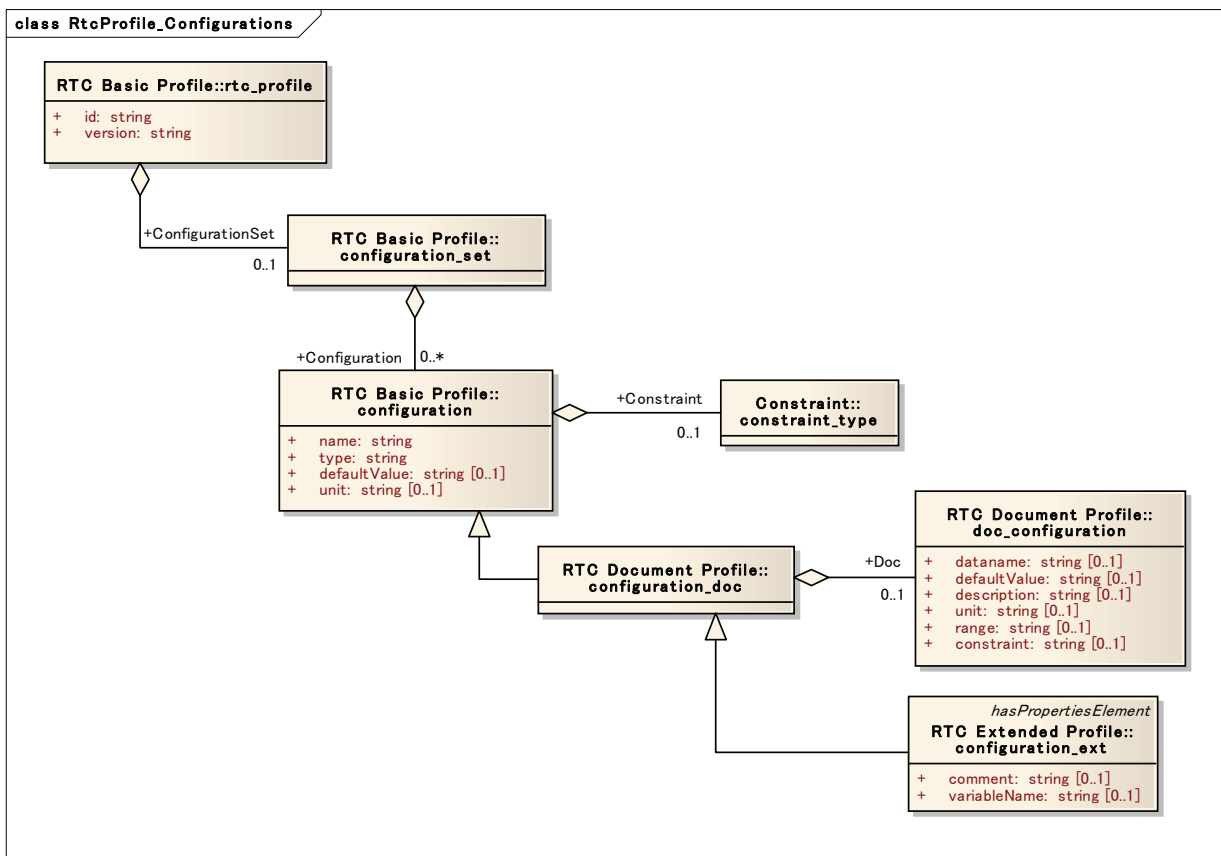 class RtcProfile_Configurations
RTC Basic Profile::rtc_profile
+ id: string
+ version: string
+ConfigurationSet
0..1
RTC Basic Profile::
configuration_set
+Configuration 0..*
RTC Basic Profile::
configuration
+ name: string
+ type: string
+ defaultValue: string [0..1]
+ unit: string [0..1]
+Constraint
0..1
Constraint::
constraint_type
RTC Document Profile::
configuration_doc
+Doc
0..1
RTC Document Profile::
doc_configuration
+ dataname: string [0..1]
+ defaultValue: string [0..1]
+ description: string [0..1]
+ unit: string [0..1]
+ range: string [0..1]
+ constraint: string [0..1]
hasPropertiesElement
RTC Extended Profile::
configuration_ext
+ comment: string [0..1]
+ variableName: string [0..1]